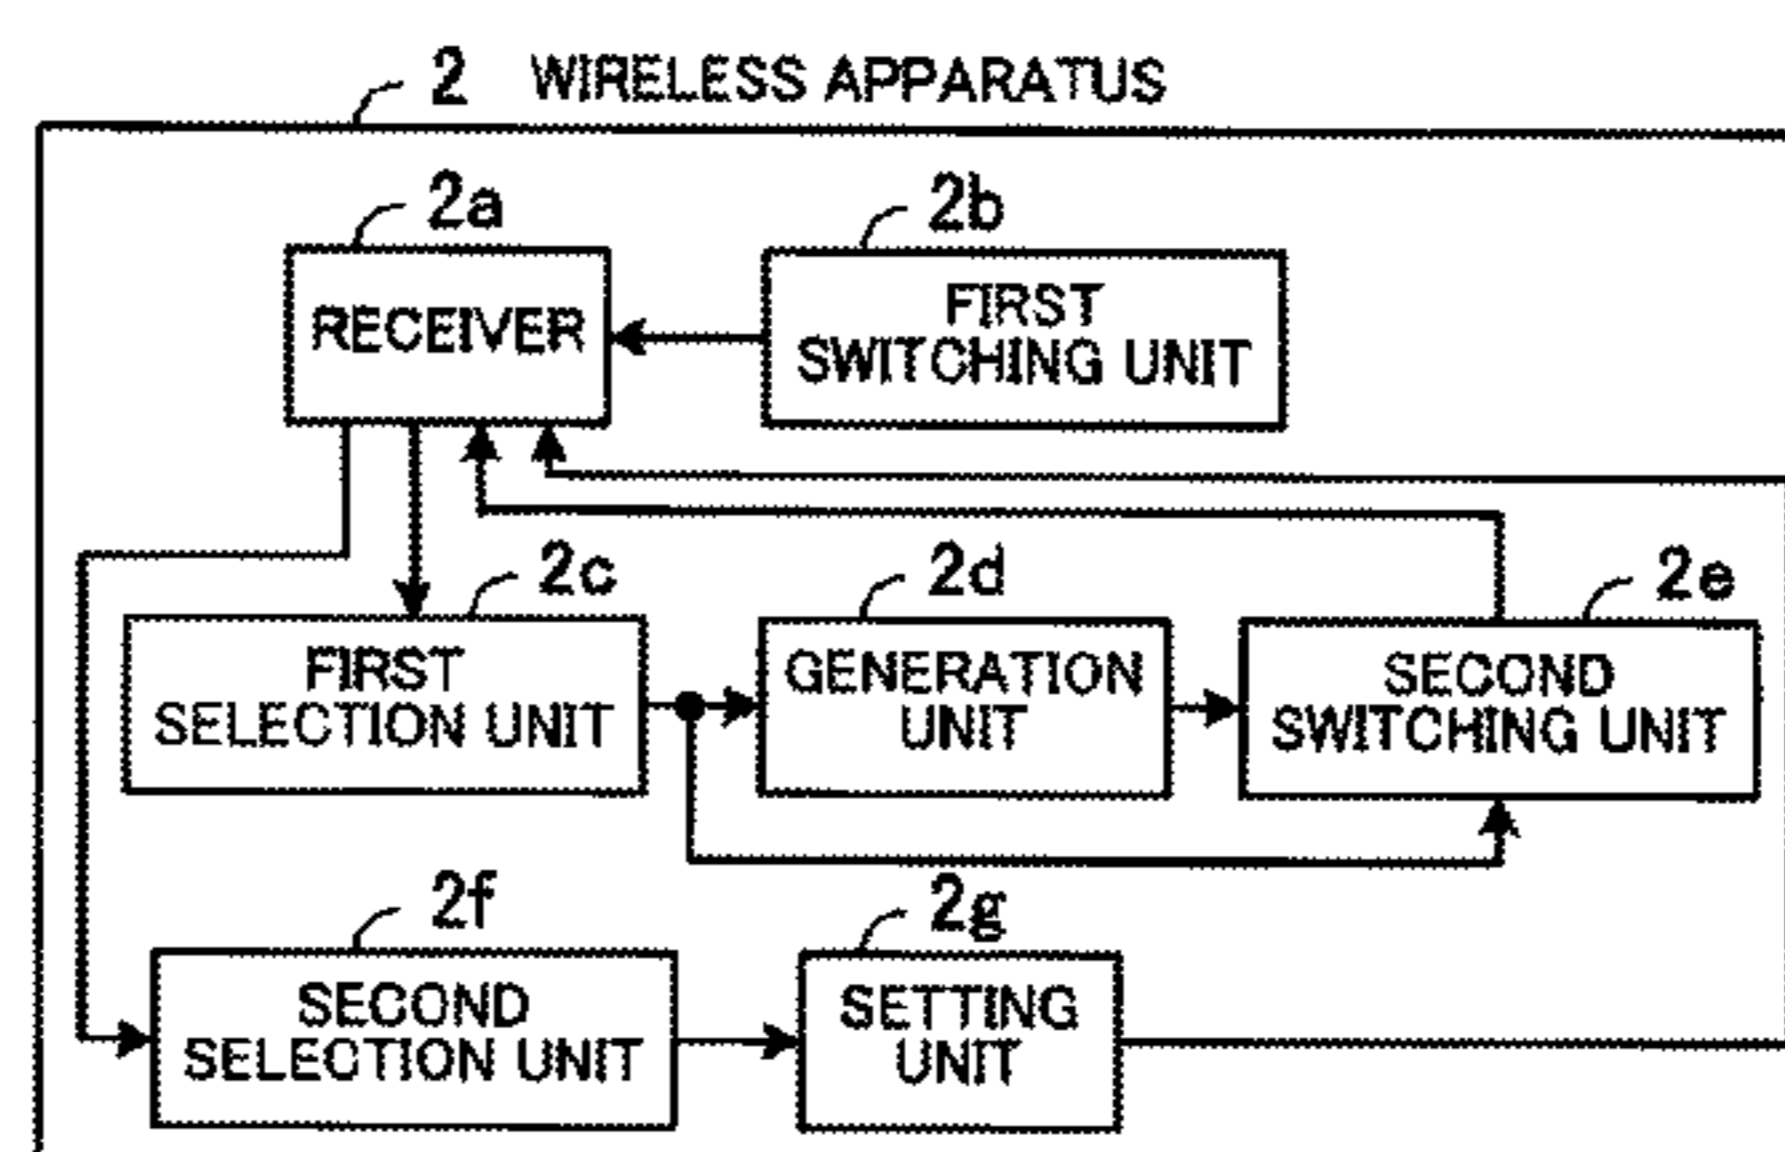 2 WIRELESS APPARATUS
2a
2b
RECEIVER
FIRST
SWITCHING UNIT
2c
2d
2e
FIRST
SELECTION UNIT
GENERATION
UNIT
SECOND
SWITCHING UNIT
2f
2g
SECOND
SELECTION UNIT
SETTING
UNIT